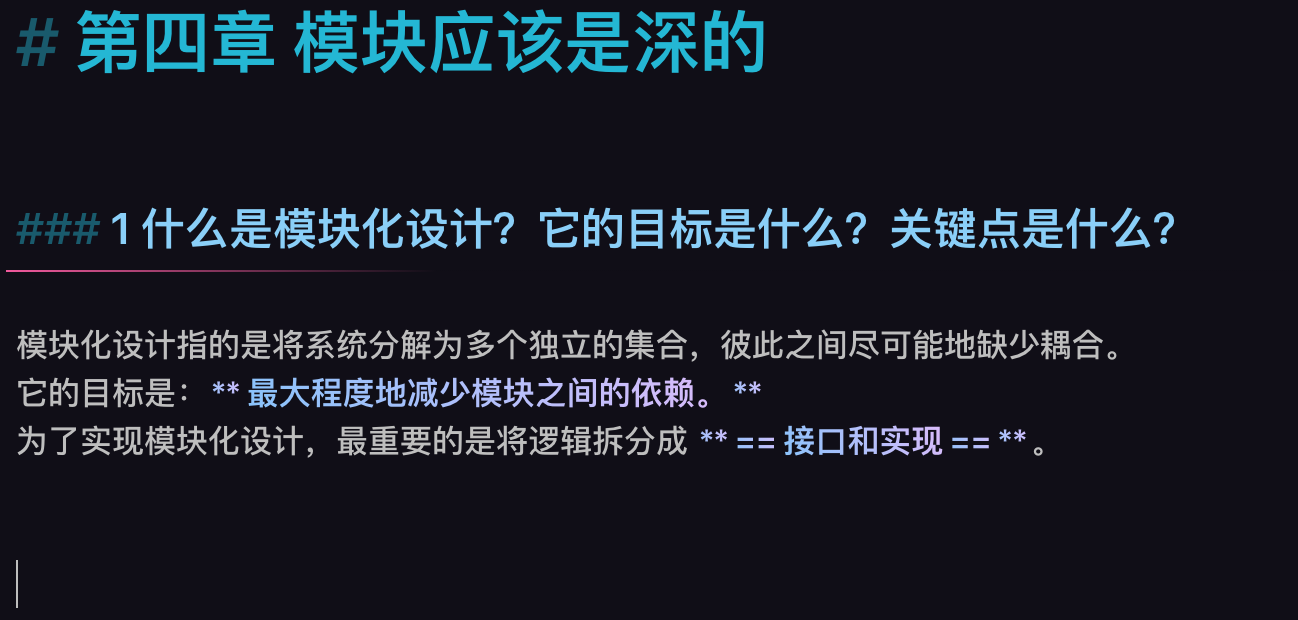 # 第四章 模块应该是深的
### 1 什么是模块化设计？它的目标是什么？关键点是什么？
模块化设计指的是将系统分解为多个独立的集合，彼此之间尽可能地缺少耦合。
它的目标是：**最大程度地减少模块之间的依赖。**
为了实现模块化设计，最重要的是将逻辑拆分成 **==接口和实现==**。